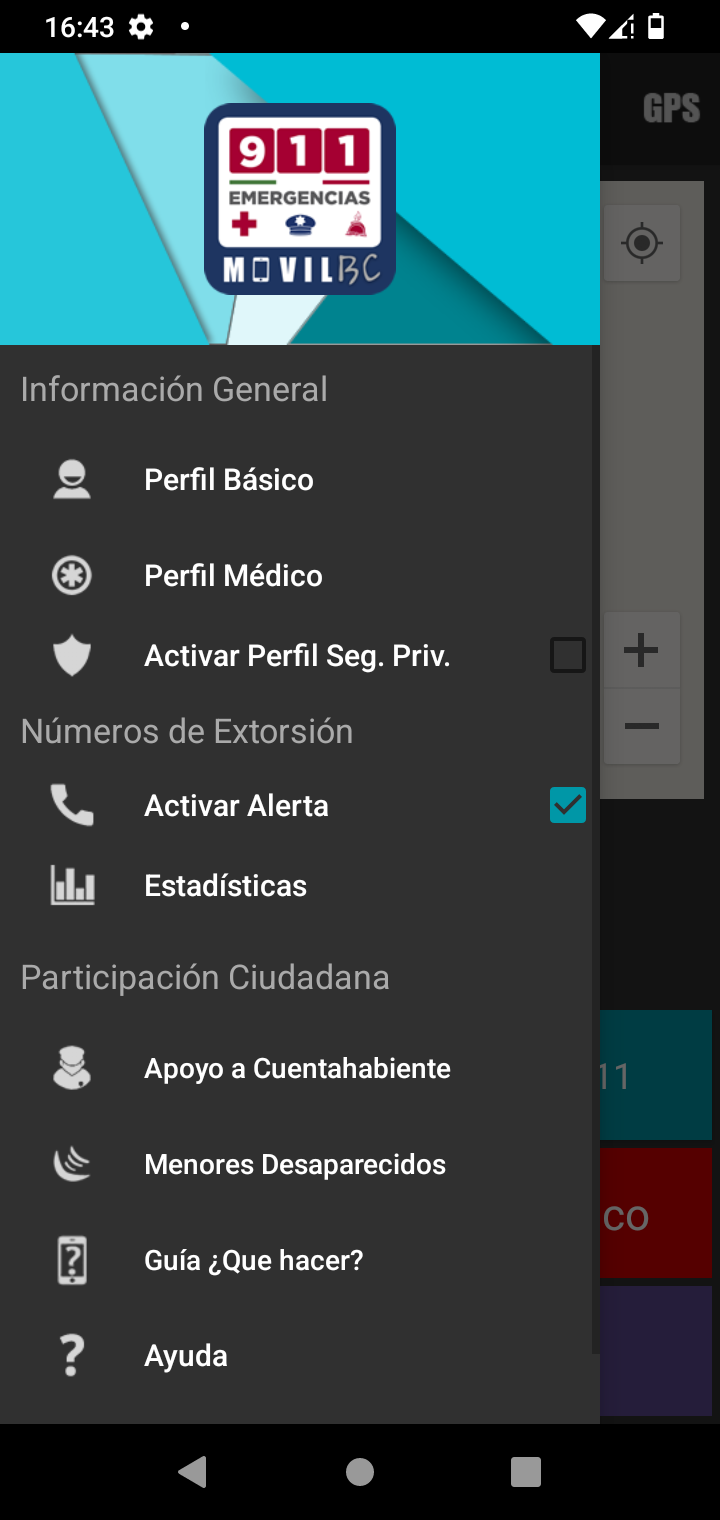 16:43
GPS
911
EMERGENCIAS
MOVILBC
Información General
Perfil Básico
Perfil Médico
Activar Perfil Seg. Priv.
Números de Extorsión
Activar Alerta
Estadísticas
Participación Ciudadana
Apoyo a Cuentahabiente
11
Menores Desaparecidos
co
Guía ¿Que hacer?
Ayuda